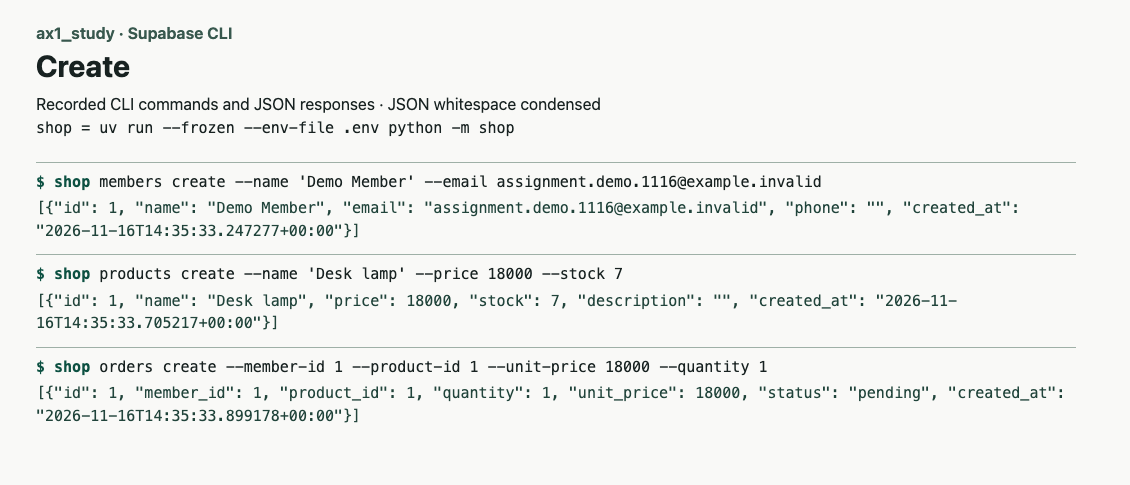 ax1_study · Supabase CLI
Create
Recorded CLI commands and JSON responses · JSON whitespace condensed
shop = uv run --frozen --env-file .env python -m shop
$ shop members create --name 'Demo Member' --email assignment.demo.1116@example.invalid
[{"id": 1, "name": "Demo Member", "email": "assignment.demo.1116@example.invalid", "phone": "", "created_at":
"2026-11-16T14:35:33.247277+00:00"}]
$ shop products create --name 'Desk lamp' --price 18000 --stock 7
[{"id": 1, "name": "Desk lamp", "price": 18000, "stock": 7, "description": "", "created_at": "2026-11-
16T14:35:33.705217+00:00"}]
$ shop orders create --member-id 1 --product-id 1 --unit-price 18000 --quantity 1
[{"id": 1, "member_id": 1, "product_id": 1, "quantity": 1, "unit_price": 18000, "status": "pending", "created_at":
"2026-11-16T14:35:33.899178+00:00"}]